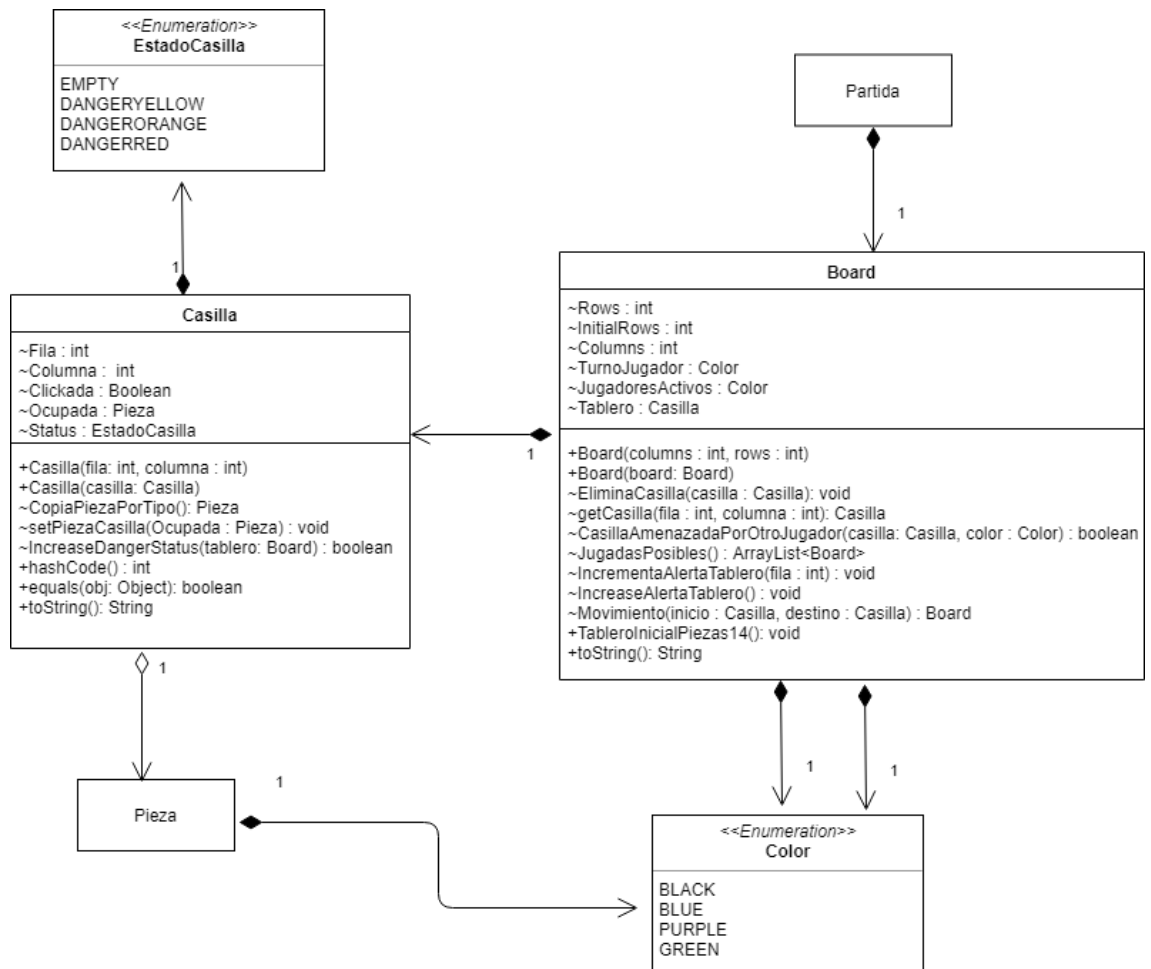 <<Enumeration>>
EstadoCasilla
EMPTY
DANGERYELLOW
DANGERORANGE
DANGERRED
Partida
1
1
Board
~Rows : int
~InitialRows : int
~Columns : int
~TurnoJugador : Color
~JugadoresActivos : Color
~Tablero : Casilla
+Board(columns : int, rows : int)
+Board(board: Board)
~EliminaCasilla(casilla : Casilla): void
~getCasilla(fila : int, columna : int): Casilla
~CasillaAmenazadaPorOtroJugador(casilla: Casilla, color : Color) : boolean
~JugadasPosibles() : ArrayList<Board>
~IncrementaAlertaTablero(fila : int) : void
~IncreaseAlertaTablero() : void
~Movimiento(inicio : Casilla, destino : Casilla) : Board
+TableroInicialPiezas14(): void
+toString(): String
Casilla
~Fila : int
~Columna : int
~Clickada : Boolean
~Ocupada : Pieza
~Status : EstadoCasilla
+Casilla(fila: int, columna : int)
+Casilla(casilla: Casilla)
~CopiaPiezaPorTipo(): Pieza
~setPiezaCasilla(Ocupada : Pieza) : void
~IncreaseDangerStatus(tablero: Board) : boolean
+hashCode() : int
+equals(obj: Object): boolean
+toString(): String
1
1
1
1
1
Pieza
<<Enumeration>>
Color
BLACK
BLUE
PURPLE
GREEN